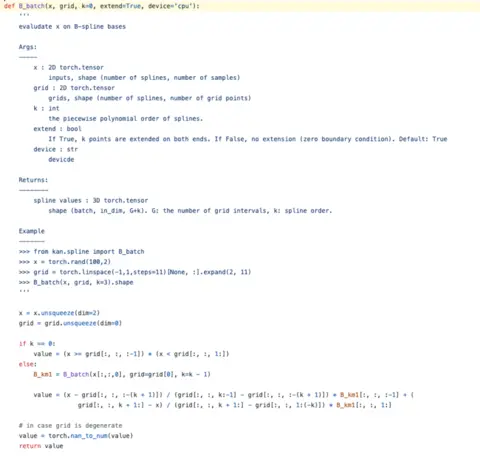 def B_batch(x, grid, k=0, extend=True, device='cpu'):
'''
evaludate x on B-spline bases
Args:
-----
x : 2D torch.tensor
inputs, shape (number of splines, number of samples)
grid : 2D torch.tensor
grids, shape (number of splines, number of grid points)
k : int
the piecewise polynomial order of splines.
extend : bool
If True, k points are extended on both ends. If False, no extension (zero boundary condition). Default: True
device : str
devicde
Returns:
--------
spline values : 3D torch.tensor
shape (batch, in_dim, G+k). G: the number of grid intervals, k: spline order.
Example
-------
>>> from kan.spline import B_batch
>>> x = torch.rand(100,2)
>>> grid = torch.linspace(-1,1,steps=11)[None, :].expand(2, 11)
>>> B_batch(x, grid, k=3).shape
'''
x = x.unsqueeze(dim=2)
grid = grid.unsqueeze(dim=0)
if k == 0:
value = (x >= grid[:, :, :-1]) * (x < grid[:, :, 1:])
else:
B_km1 = B_batch(x[:,:,0], grid=grid[0], k=k - 1)
value = (x - grid[:, :, :-(k + 1)]) / (grid[:, :, k:-1] - grid[:, :, :-(k + 1)]) * B_km1[:, :, :-1] + (
grid[:, :, k + 1:] - x) / (grid[:, :, k + 1:] - grid[:, :, 1:(-k)]) * B_km1[:, :, 1:]
# in case grid is degenerate
value = torch.nan_to_num(value)
return value